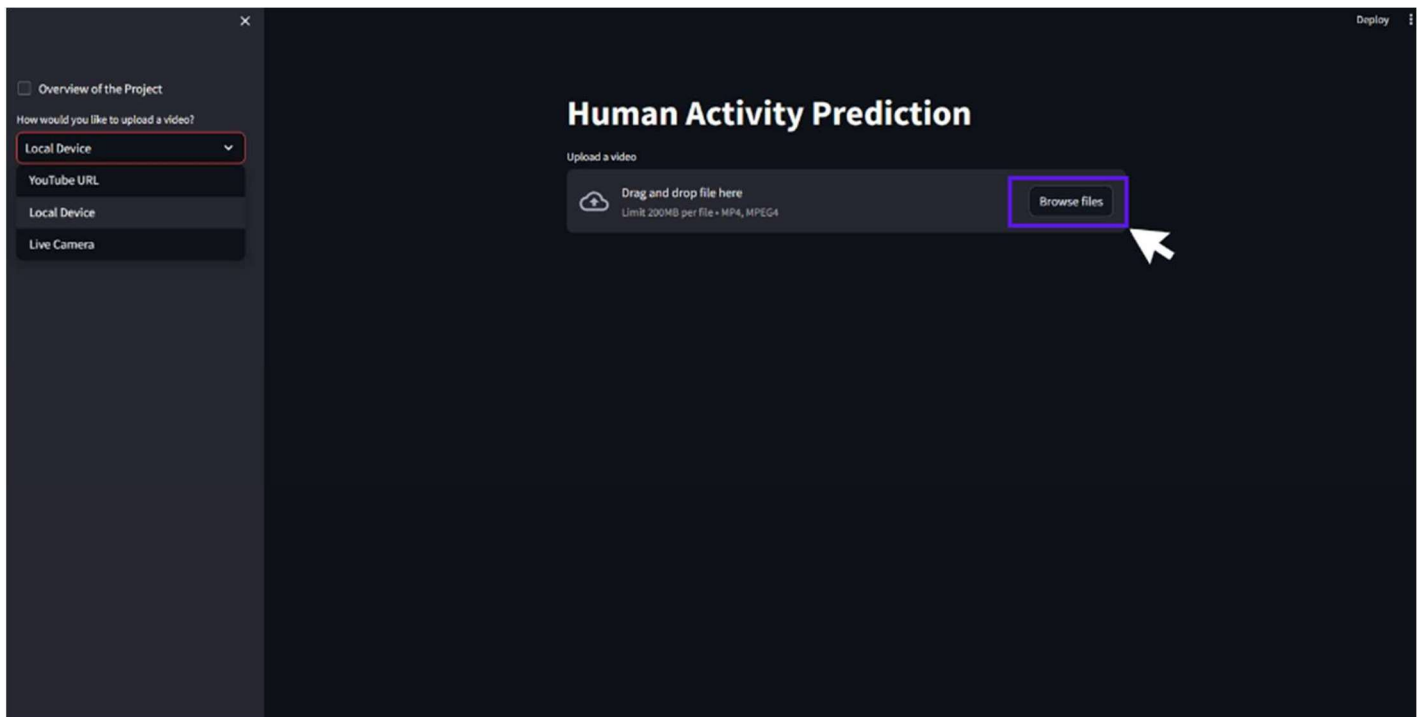 Deploy
Overview of the Project
How would you like to upload a video?
Local Device
YouTube URL
Local Device
Live Camera
Human Activity Prediction
Upload a video
Drag and drop file here
Limit 200MB per file • MP4, MPEG4
Browse files